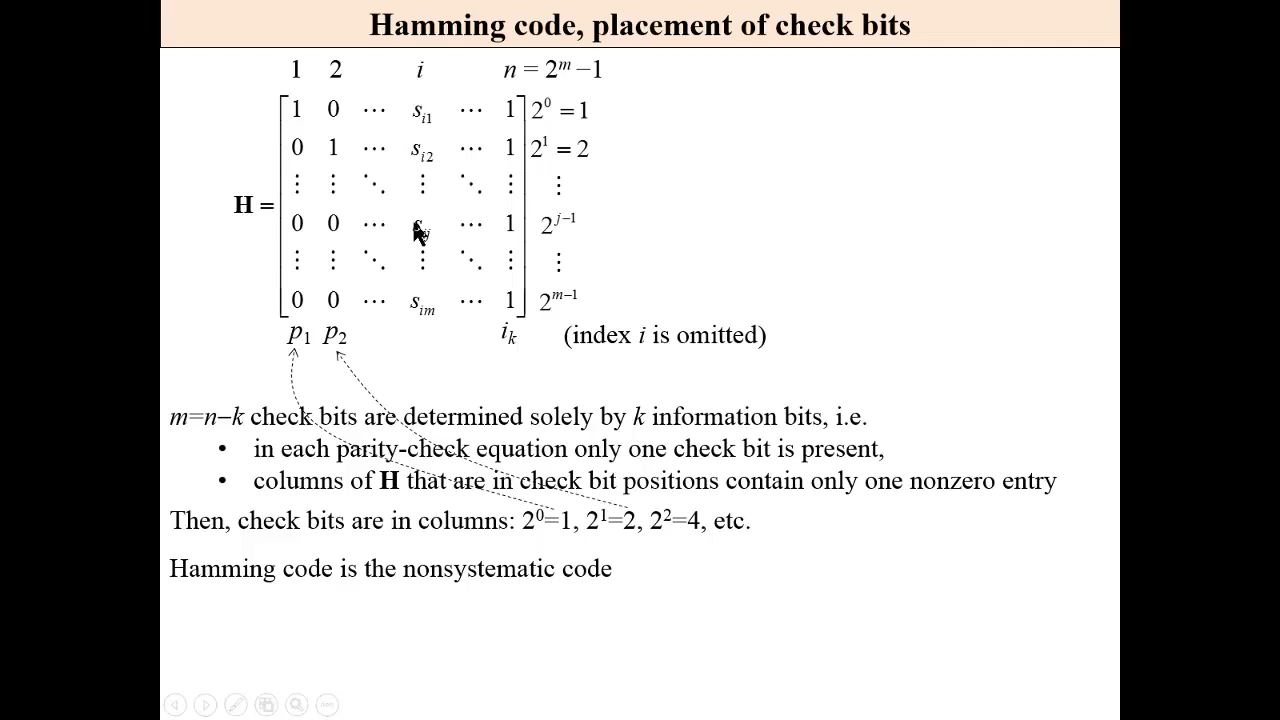 Hamming code, placement of check bits
1 2 i n = 2^m −1
1 0 ⋯ s_i1 ⋯ 1 2^0 = 1
0 1 ⋯ s_i2 ⋯ 1 2^1 = 2
⋮ ⋮ ⋱ ⋮ ⋱ ⋮ ⋮
H = 0 0 ⋯ s_ij ⋯ 1 2^{j−1}
⋮ ⋮ ⋱ ⋮ ⋱ ⋮ ⋮
0 0 ⋯ s_im ⋯ 1 2^{m−1}
p_1 p_2 i_k (index i is omitted)
m=n−k check bits are determined solely by k information bits, i.e.
• in each parity-check equation only one check bit is present,
• columns of H that are in check bit positions contain only one nonzero entry
Then, check bits are in columns: 2^0=1, 2^1=2, 2^2=4, etc.
Hamming code is the nonsystematic code